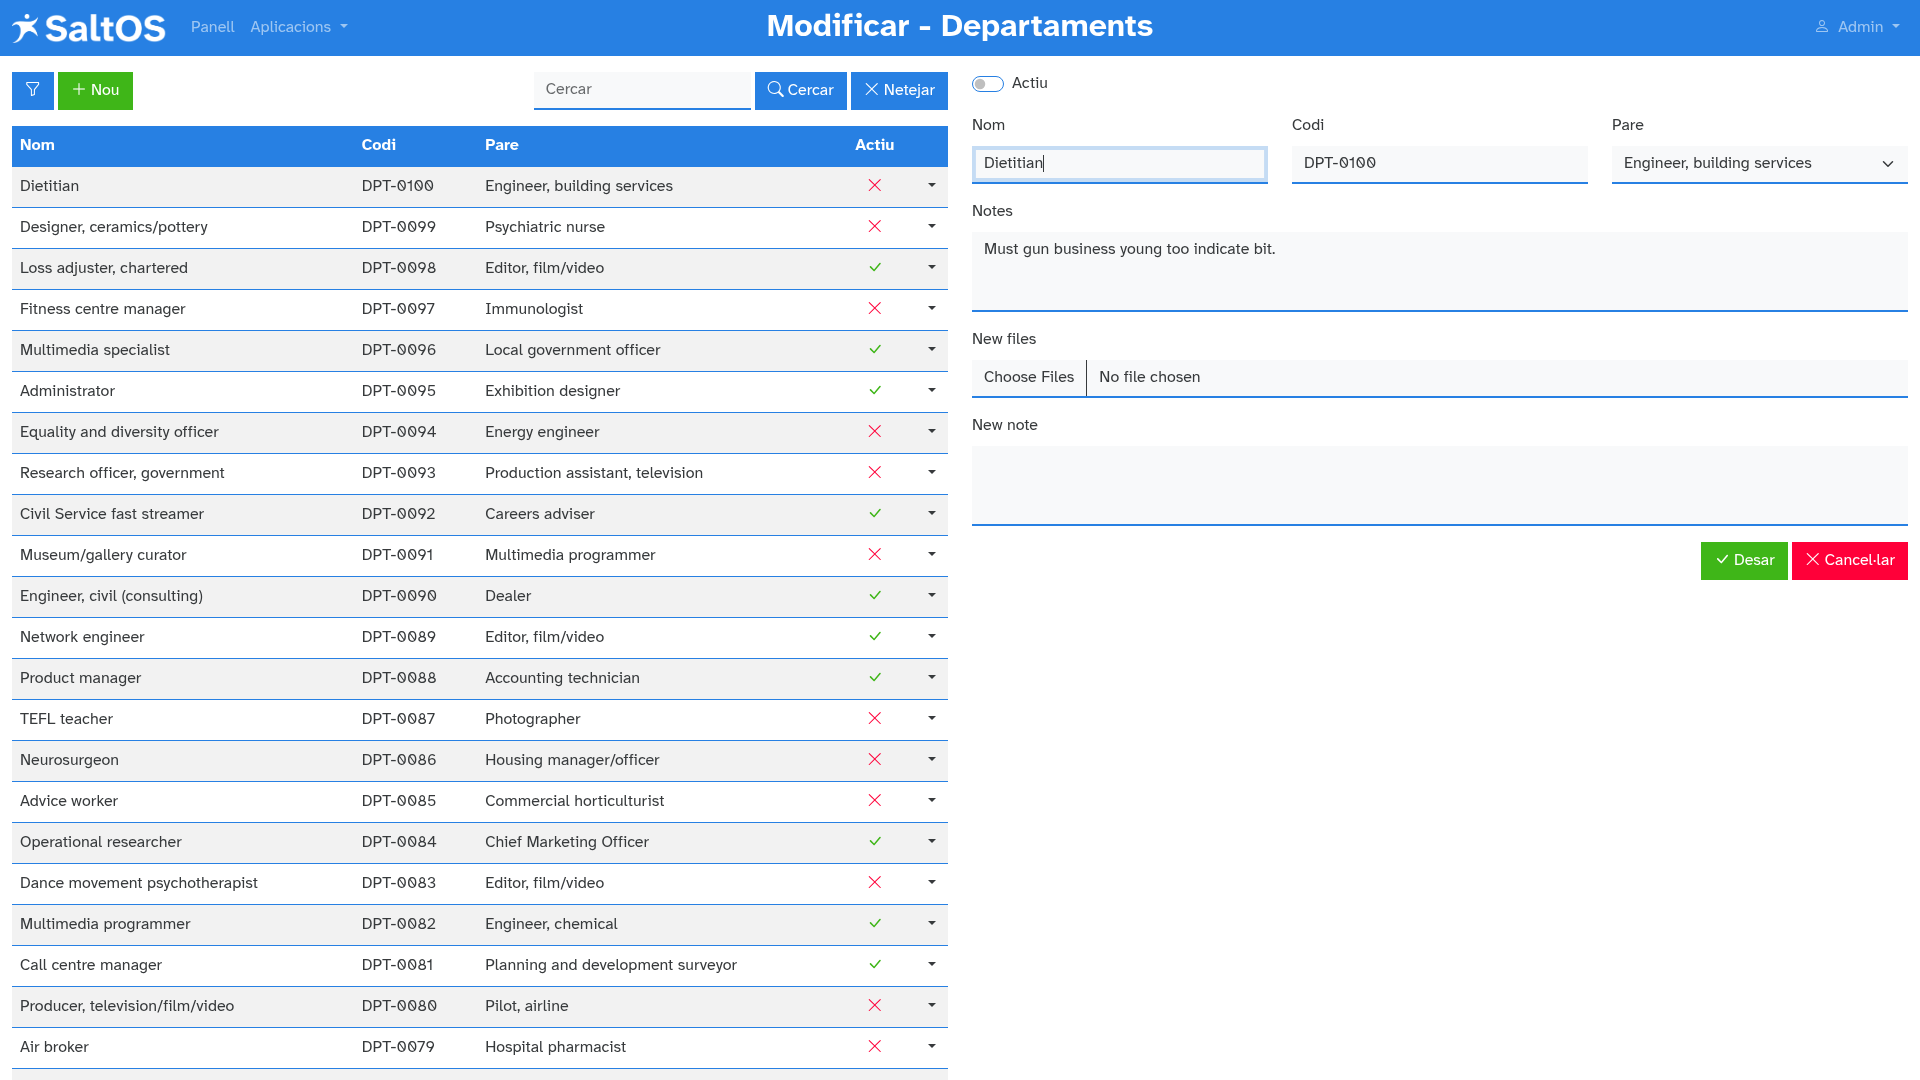 SaltOS Panell Aplicacions Modificar - Departaments Admin
Nou Cercar Cercar Netejar
Nom Codi Pare Actiu
Dietitian DPT-0100 Engineer, building services
Designer, ceramics/pottery DPT-0099 Psychiatric nurse
Loss adjuster, chartered DPT-0098 Editor, film/video
Fitness centre manager DPT-0097 Immunologist
Multimedia specialist DPT-0096 Local government officer
Administrator DPT-0095 Exhibition designer
Equality and diversity officer DPT-0094 Energy engineer
Research officer, government DPT-0093 Production assistant, television
Civil Service fast streamer DPT-0092 Careers adviser
Museum/gallery curator DPT-0091 Multimedia programmer
Engineer, civil (consulting) DPT-0090 Dealer
Network engineer DPT-0089 Editor, film/video
Product manager DPT-0088 Accounting technician
TEFL teacher DPT-0087 Photographer
Neurosurgeon DPT-0086 Housing manager/officer
Advice worker DPT-0085 Commercial horticulturist
Operational researcher DPT-0084 Chief Marketing Officer
Dance movement psychotherapist DPT-0083 Editor, film/video
Multimedia programmer DPT-0082 Engineer, chemical
Call centre manager DPT-0081 Planning and development surveyor
Producer, television/film/video DPT-0080 Pilot, airline
Air broker DPT-0079 Hospital pharmacist
Actiu
Nom Codi Pare
Dietitian DPT-0100 Engineer, building services
Notes
Must gun business young too indicate bit.
New files
Choose Files No file chosen
New note
Desar Cancel·lar